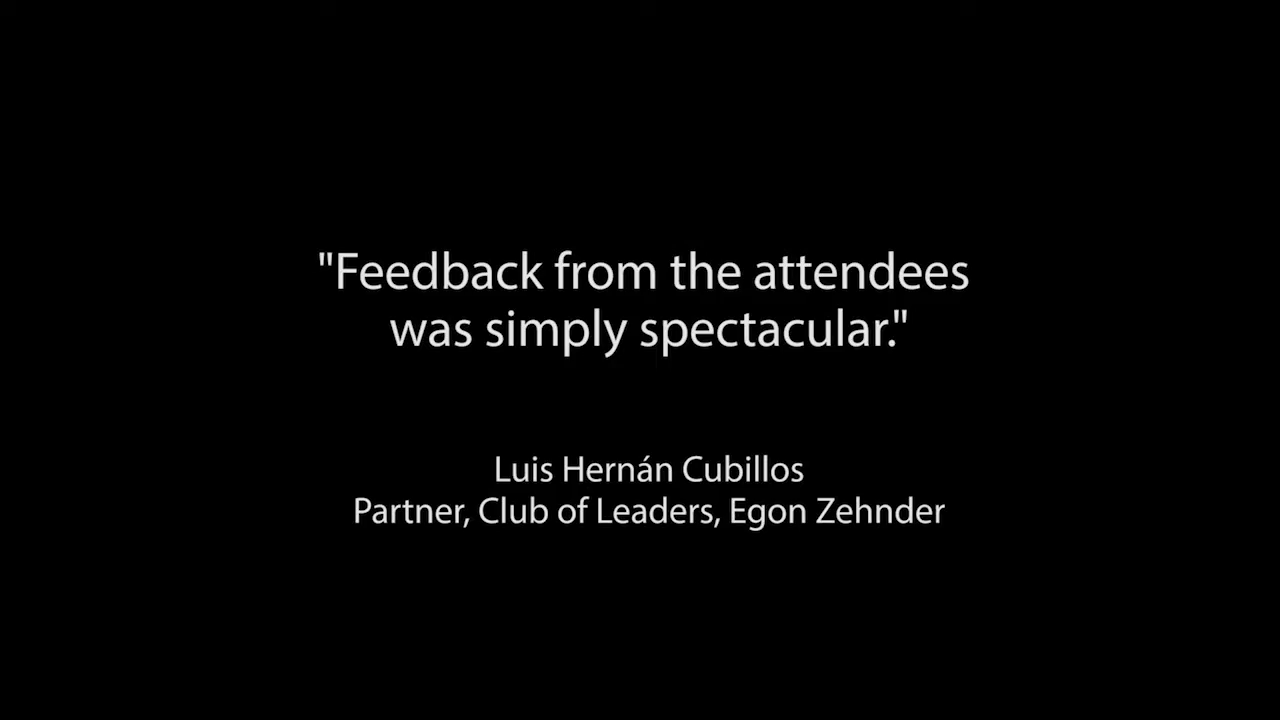 "Feedback from the attendees
was simply spectacular."
Luis Hernán Cubillos
Partner, Club of Leaders, Egon Zehnder